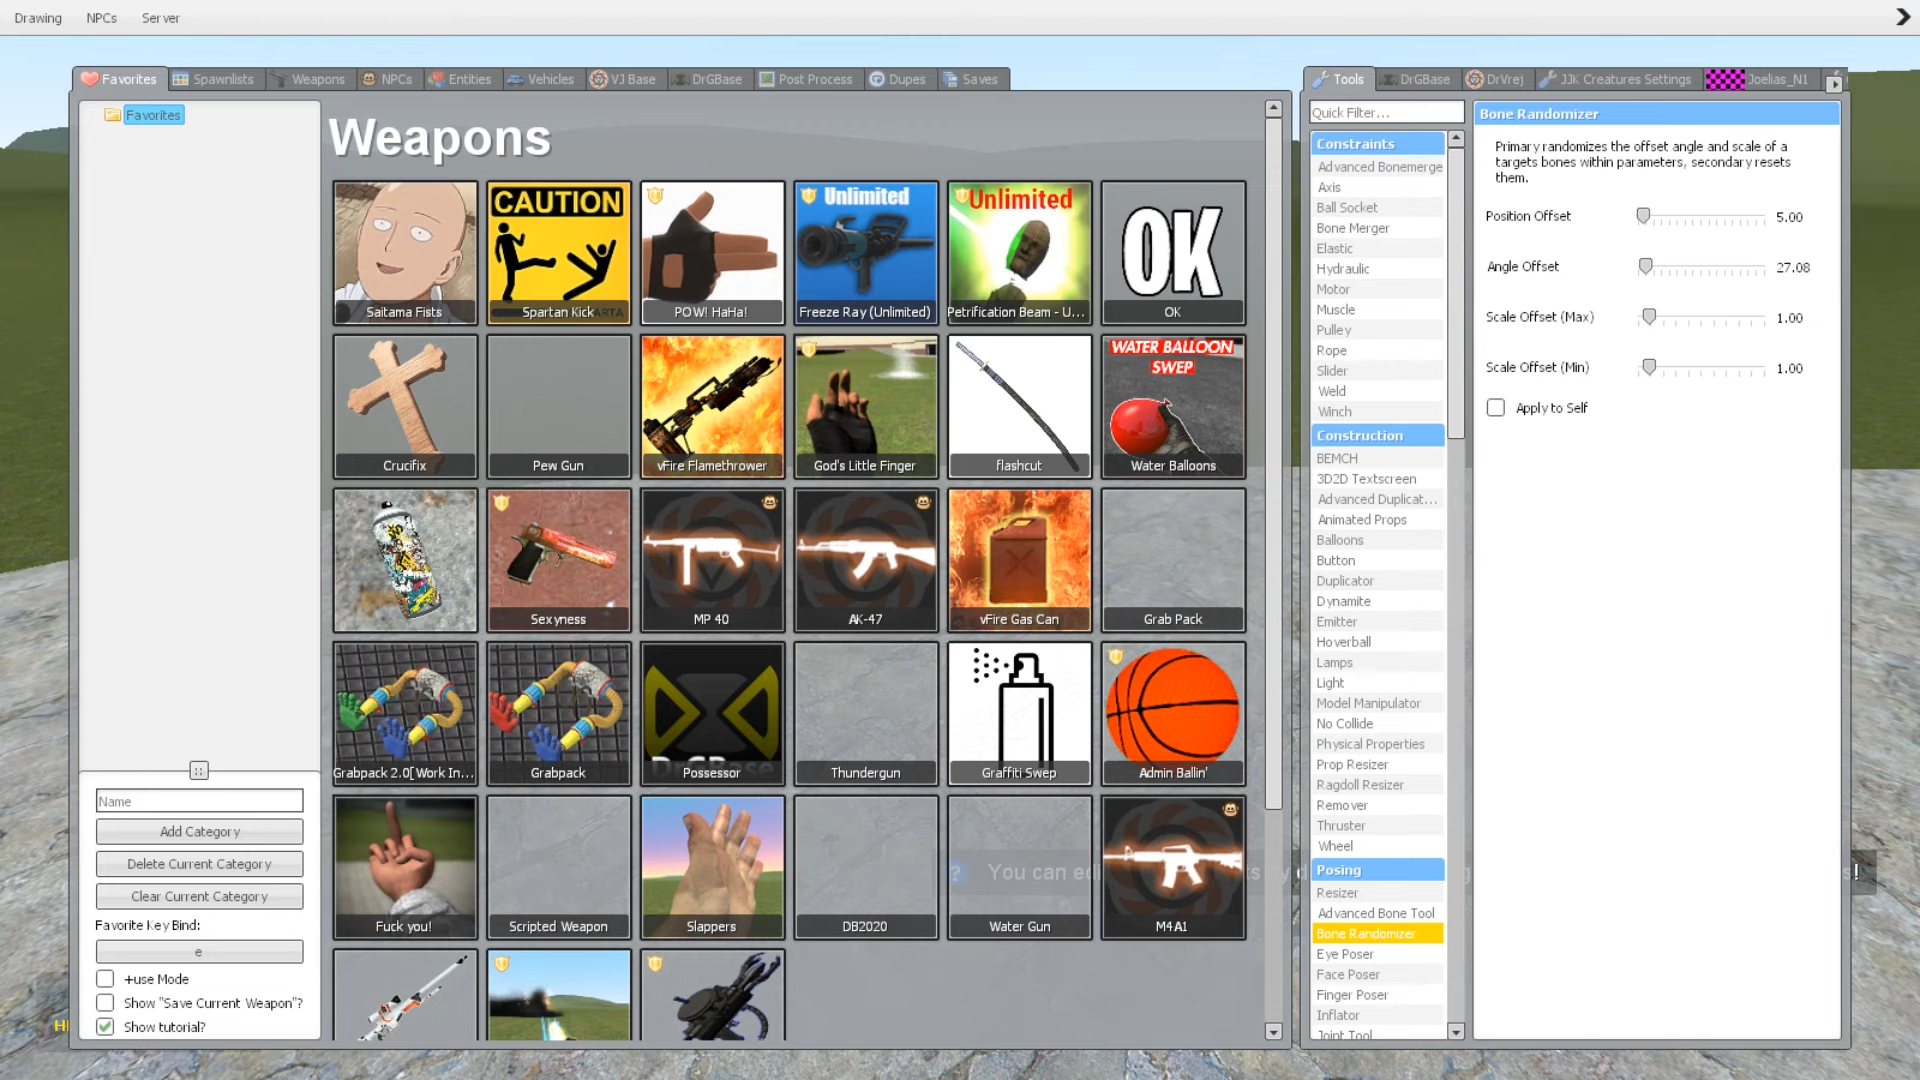 Drawing NPCs Server
Favorites Spawnlists Weapons NPCs Entities Vehicles VJ Base DrGBase Post Process Dupes Saves
Favorites
Weapons
CAUTION
Unlimited
Unlimited
OK
Saitama Fists
Spartan Kick
POW! HaHa!
Freeze Ray (Unlimited)
Petrification Beam - U...
OK
WATER BALLOON
SWEP
Crucifix
Pew Gun
vFire Flamethrower
God's Little Finger
flashcut
Water Balloons
Sexyness
MP 40
AK-47
vFire Gas Can
Grab Pack
DrGBase
Grabpack 2.0[Work In...
Grabpack
Possessor
Thundergun
Graffiti Swep
Admin Ballin'
Fuck you!
Scripted Weapon
Slappers
DB2020
Water Gun
M4A1
Name
Add Category
Delete Current Category
Clear Current Category
Favorite Key Bind:
e
+use Mode
Show "Save Current Weapon"?
Show tutorial?
You can edi
Tools DrGBase DrVrej JJK Creatures Settings Joelias_N1
Quick Filter...
Constraints
Advanced Bonemerge
Axis
Ball Socket
Bone Merger
Elastic
Hydraulic
Motor
Muscle
Pulley
Rope
Slider
Weld
Winch
Construction
BEMCH
3D2D Textscreen
Advanced Duplicat...
Animated Props
Balloons
Button
Duplicator
Dynamite
Emitter
Hoverball
Lamps
Light
Model Manipulator
No Collide
Physical Properties
Prop Resizer
Ragdoll Resizer
Remover
Thruster
Wheel
Posing
Resizer
Advanced Bone Tool
Bone Randomizer
Eye Poser
Face Poser
Finger Poser
Inflator
Joint Tool
Bone Randomizer
Primary randomizes the offset angle and scale of a
targets bones within parameters, secondary resets
them.
Position Offset 5.00
Angle Offset 27.08
Scale Offset (Max) 1.00
Scale Offset (Min) 1.00
Apply to Self